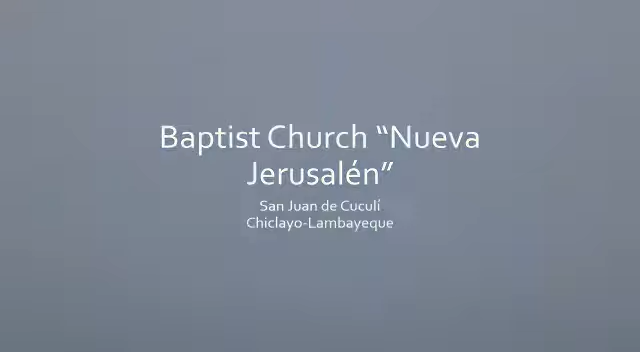 Baptist Church “Nueva
Jerusalén”
San Juan de Cuculí
Chiclayo-Lambayeque